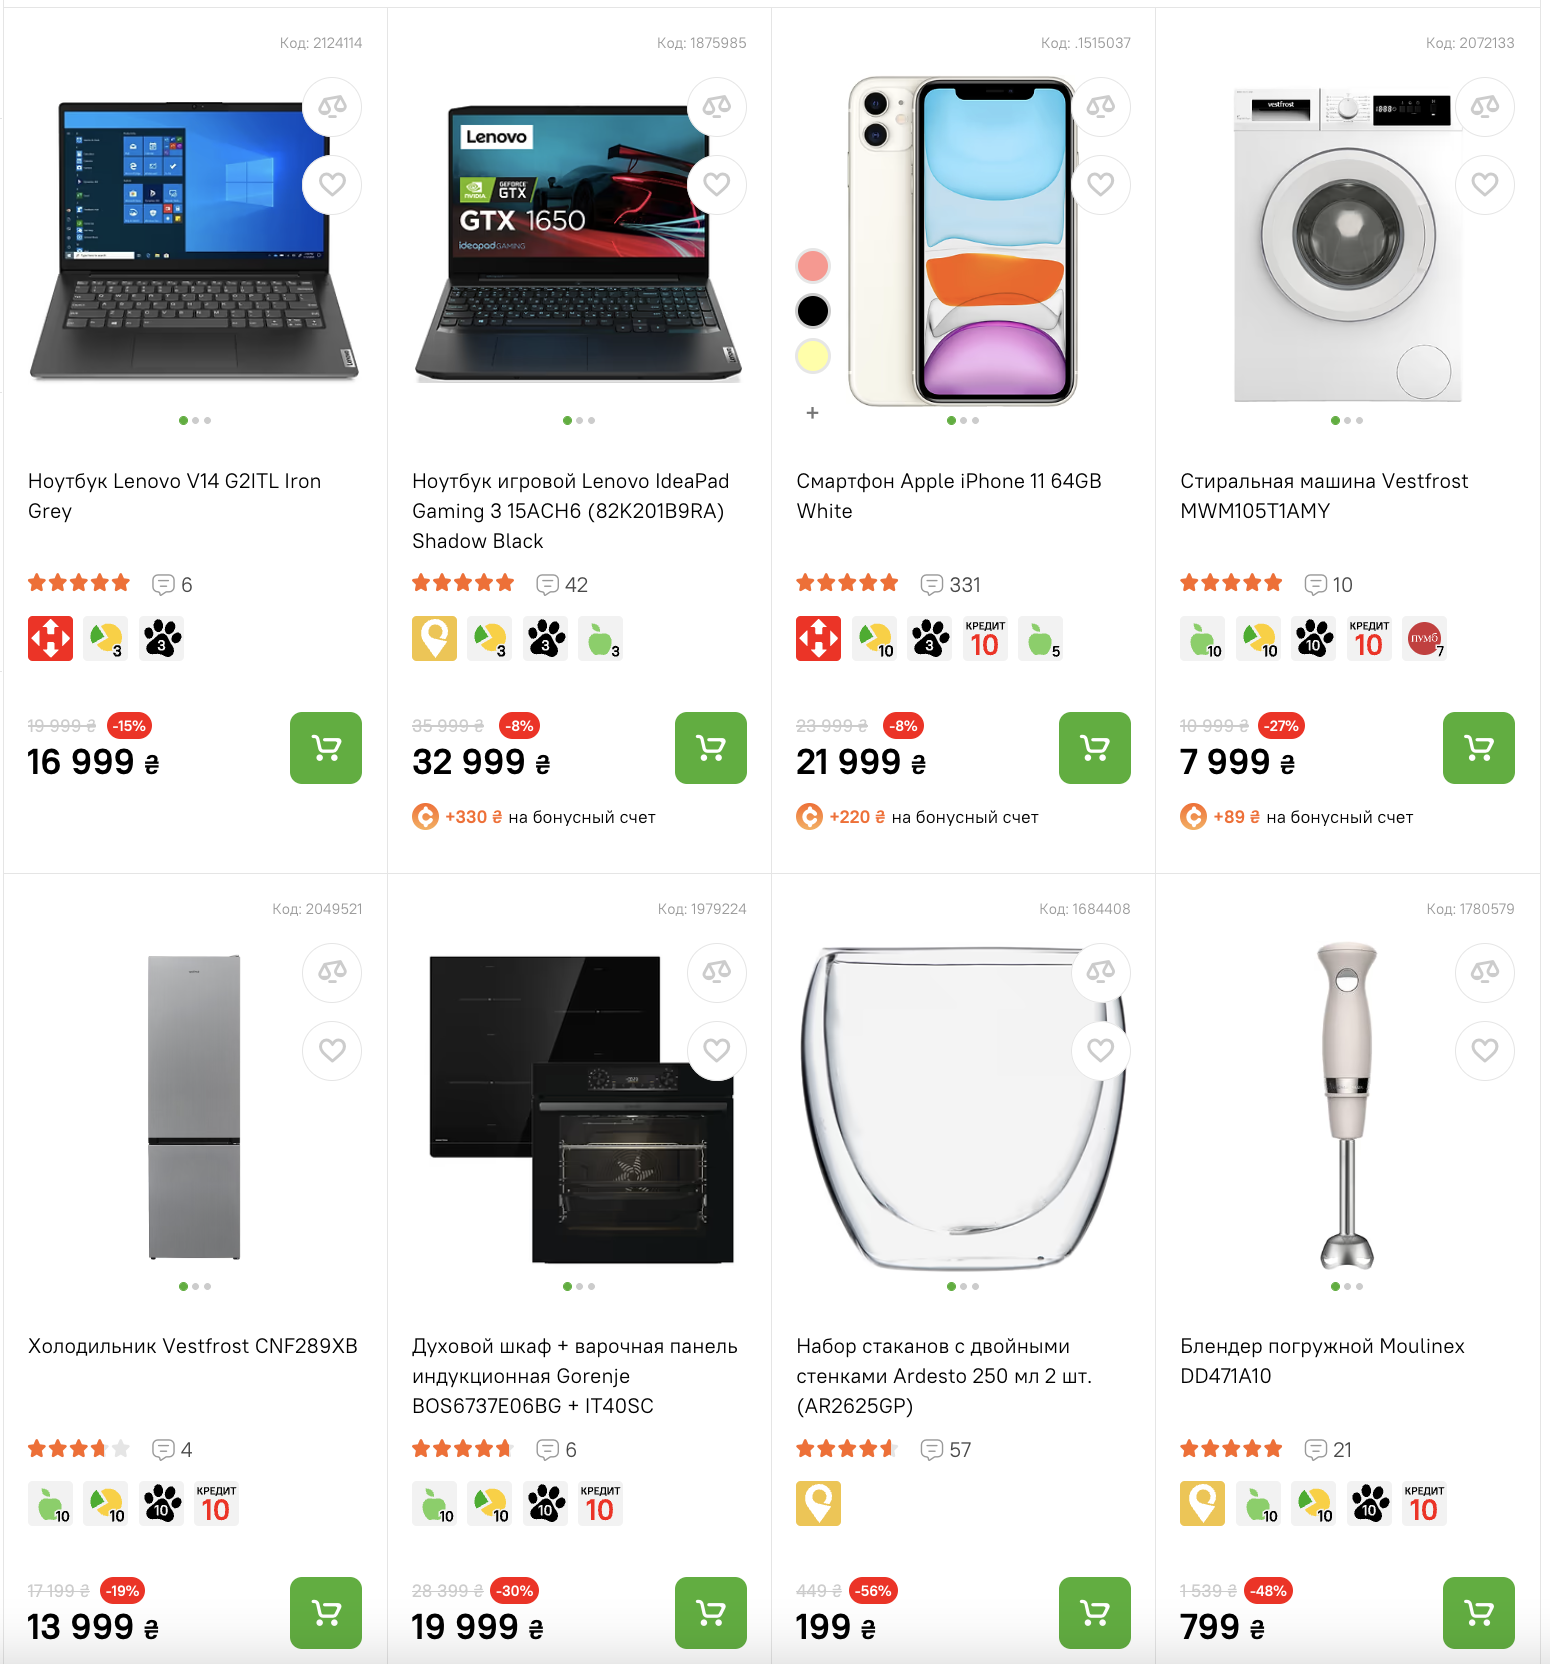 Код: 2124114
Код: 1875985
Код: .1515037
Код: 2072133
Lenovo
NVIDIA
GEFORCE
GTX
GTX 1650
ideapad GAMING
Lenovo
Lenovo
vestfrost
+
Ноутбук Lenovo V14 G2ITL Iron
Grey
Ноутбук игровой Lenovo IdeaPad
Gaming 3 15ACH6 (82K201B9RA)
Shadow Black
Смартфон Apple iPhone 11 64GB
White
Стиральная машина Vestfrost
MWM105T1AMY
6
42
331
10
3
3
3
3
3
10
3
КРЕДИТ
10
5
10
10
10
КРЕДИТ
10
пумб
7
19 999 ₴ -15%
16 999 ₴
35 999 ₴ -8%
32 999 ₴
+330 ₴ на бонусный счет
23 999 ₴ -8%
21 999 ₴
+220 ₴ на бонусный счет
10 999 ₴ -27%
7 999 ₴
+89 ₴ на бонусный счет
Код: 2049521
Код: 1979224
Код: 1684408
Код: 1780579
Холодильник Vestfrost CNF289XB
Духовой шкаф + варочная панель
индукционная Gorenje
BOS6737E06BG + IT40SC
Набор стаканов с двойными
стенками Ardesto 250 мл 2 шт.
(AR2625GP)
Блендер погружной Moulinex
DD471A10
4
6
57
21
10
10
10
КРЕДИТ
10
10
10
10
КРЕДИТ
10
10
10
10
КРЕДИТ
10
17 199 ₴ -19%
13 999 ₴
28 399 ₴ -30%
19 999 ₴
449 ₴ -56%
199 ₴
1 539 ₴ -48%
799 ₴